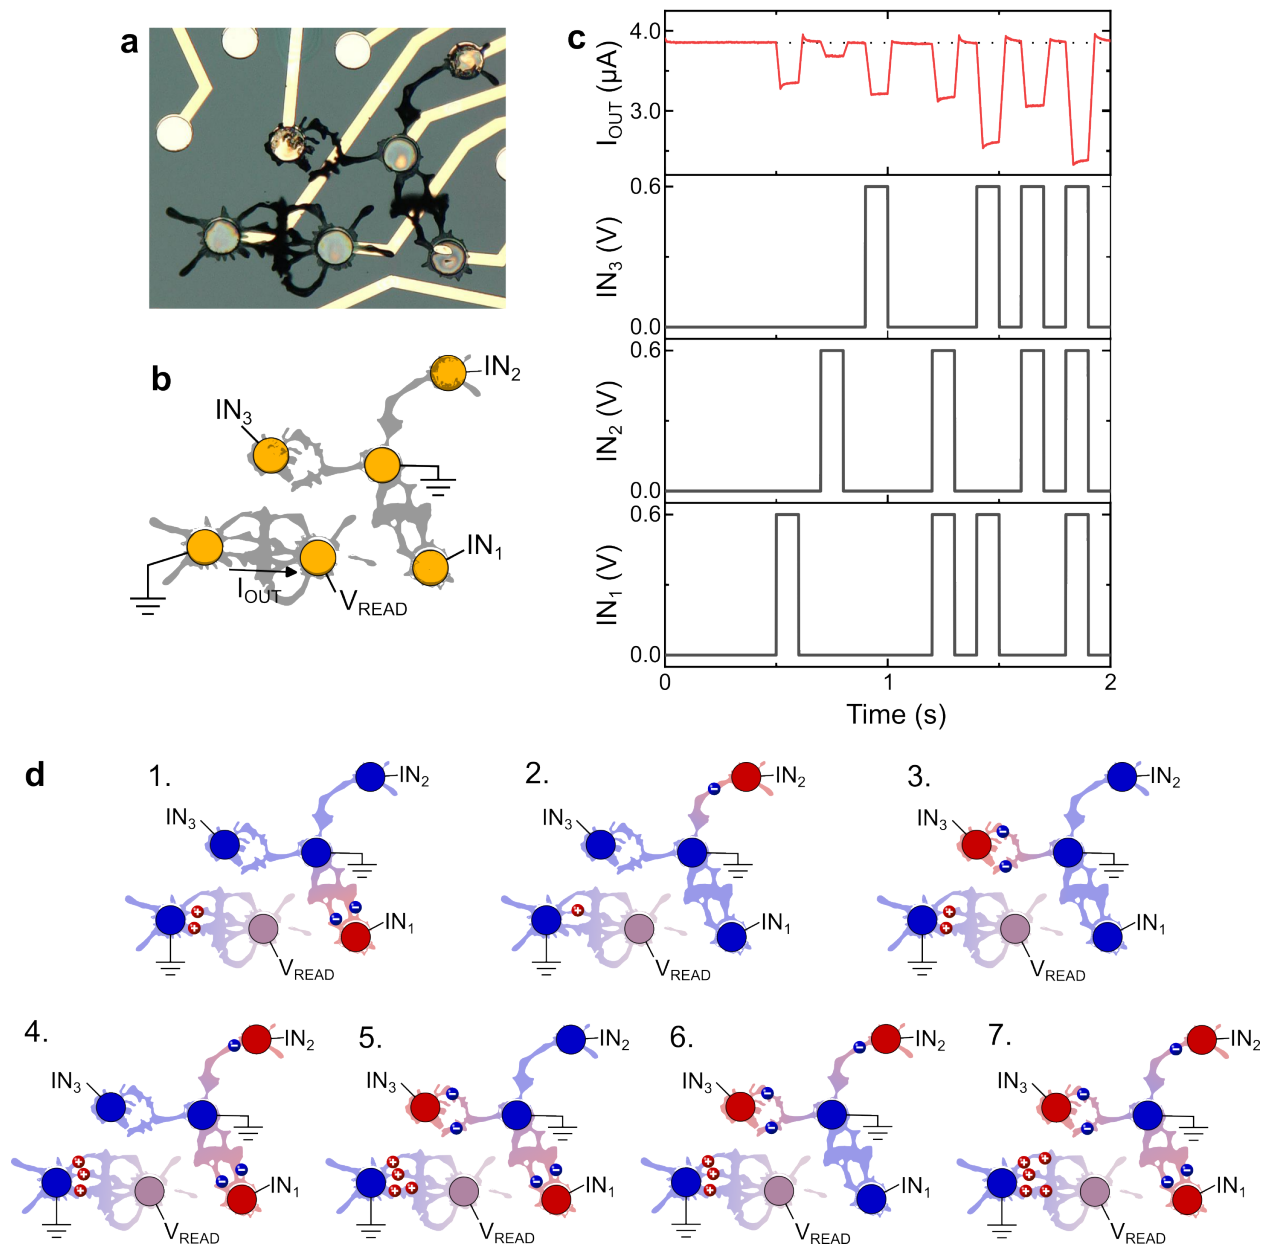 a
b
IN2
IN3
IN1
IOUT
VREAD
c
4.0
3.0
IOUT (µA)
0.6
0.0
IN3 (V)
0.6
0.0
IN2 (V)
0.6
0.0
IN1 (V)
0 1 2
Time (s)
d
1.
IN2
IN3
IN1
VREAD
2.
IN2
IN3
IN1
VREAD
3.
IN2
IN3
IN1
VREAD
4.
IN2
IN3
IN1
VREAD
5.
IN2
IN3
IN1
VREAD
6.
IN2
IN3
IN1
VREAD
7.
IN2
IN3
IN1
VREAD